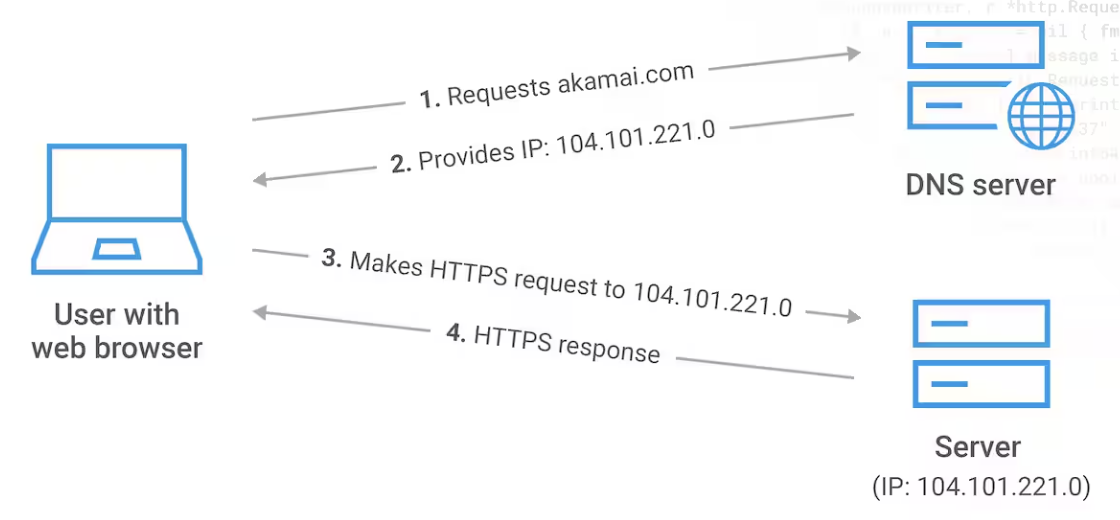 1. Requests akamai.com
2. Provides IP: 104.101.221.0
DNS server
3. Makes HTTPS request to 104.101.221.0
4. HTTPS response
User with
web browser
Server
(IP: 104.101.221.0)